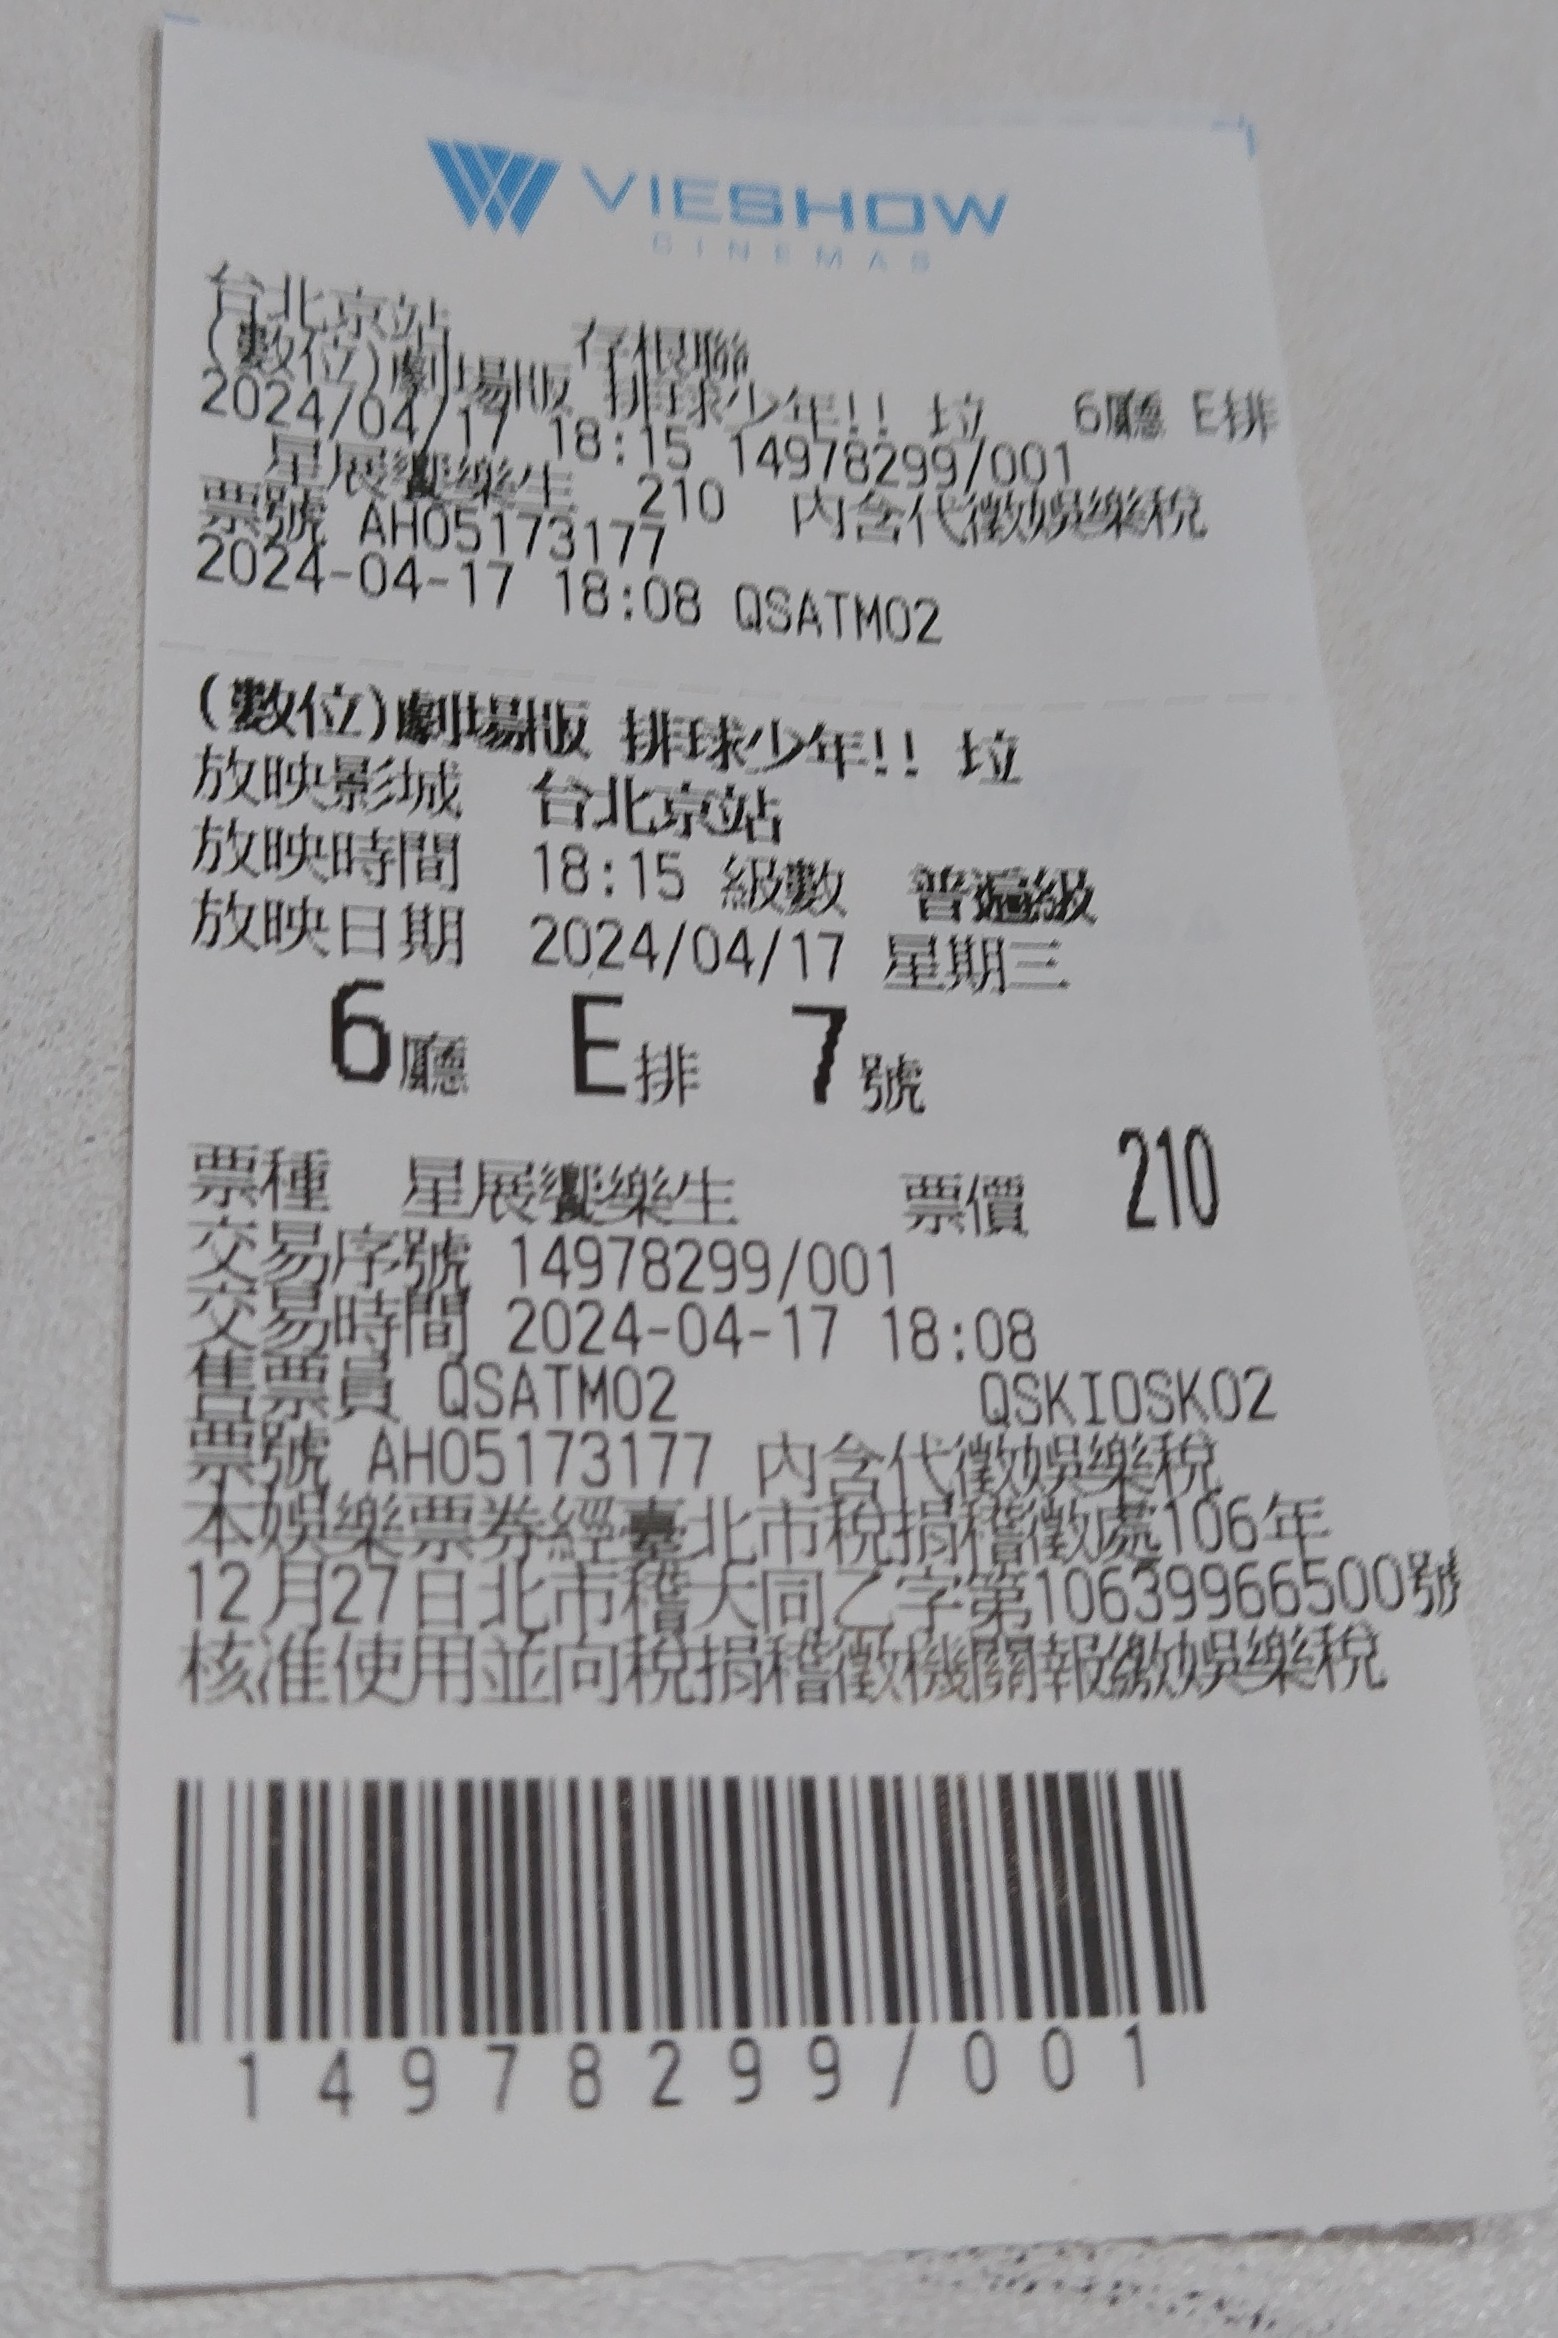 VIESHOW
CINEMAS
台北京站 存根聯
(數位)劇場版 排球少年!! 垃 6廳 E排
2024/04/17 18:15 14978299/001
星展饗樂生 210 內含代徵娛樂稅
票號 AH05173177
2024-04-17 18:08 QSATM02
(數位)劇場版 排球少年!! 垃
放映影城 台北京站
放映時間 18:15 級數 普遍級
放映日期 2024/04/17 星期三
6廳 E排 7號
票種 星展饗樂生 票價 210
交易序號 14978299/001
交易時間 2024-04-17 18:08
售票員 QSATM02 QSKIOSK02
票號 AH05173177 內含代徵娛樂稅
本娛樂票券經臺北市稅捐稽徵處106年
12月27日北市稽大同乙字第10639966500號
核准使用並向稅捐稽徵機關報繳娛樂稅
14978299/001